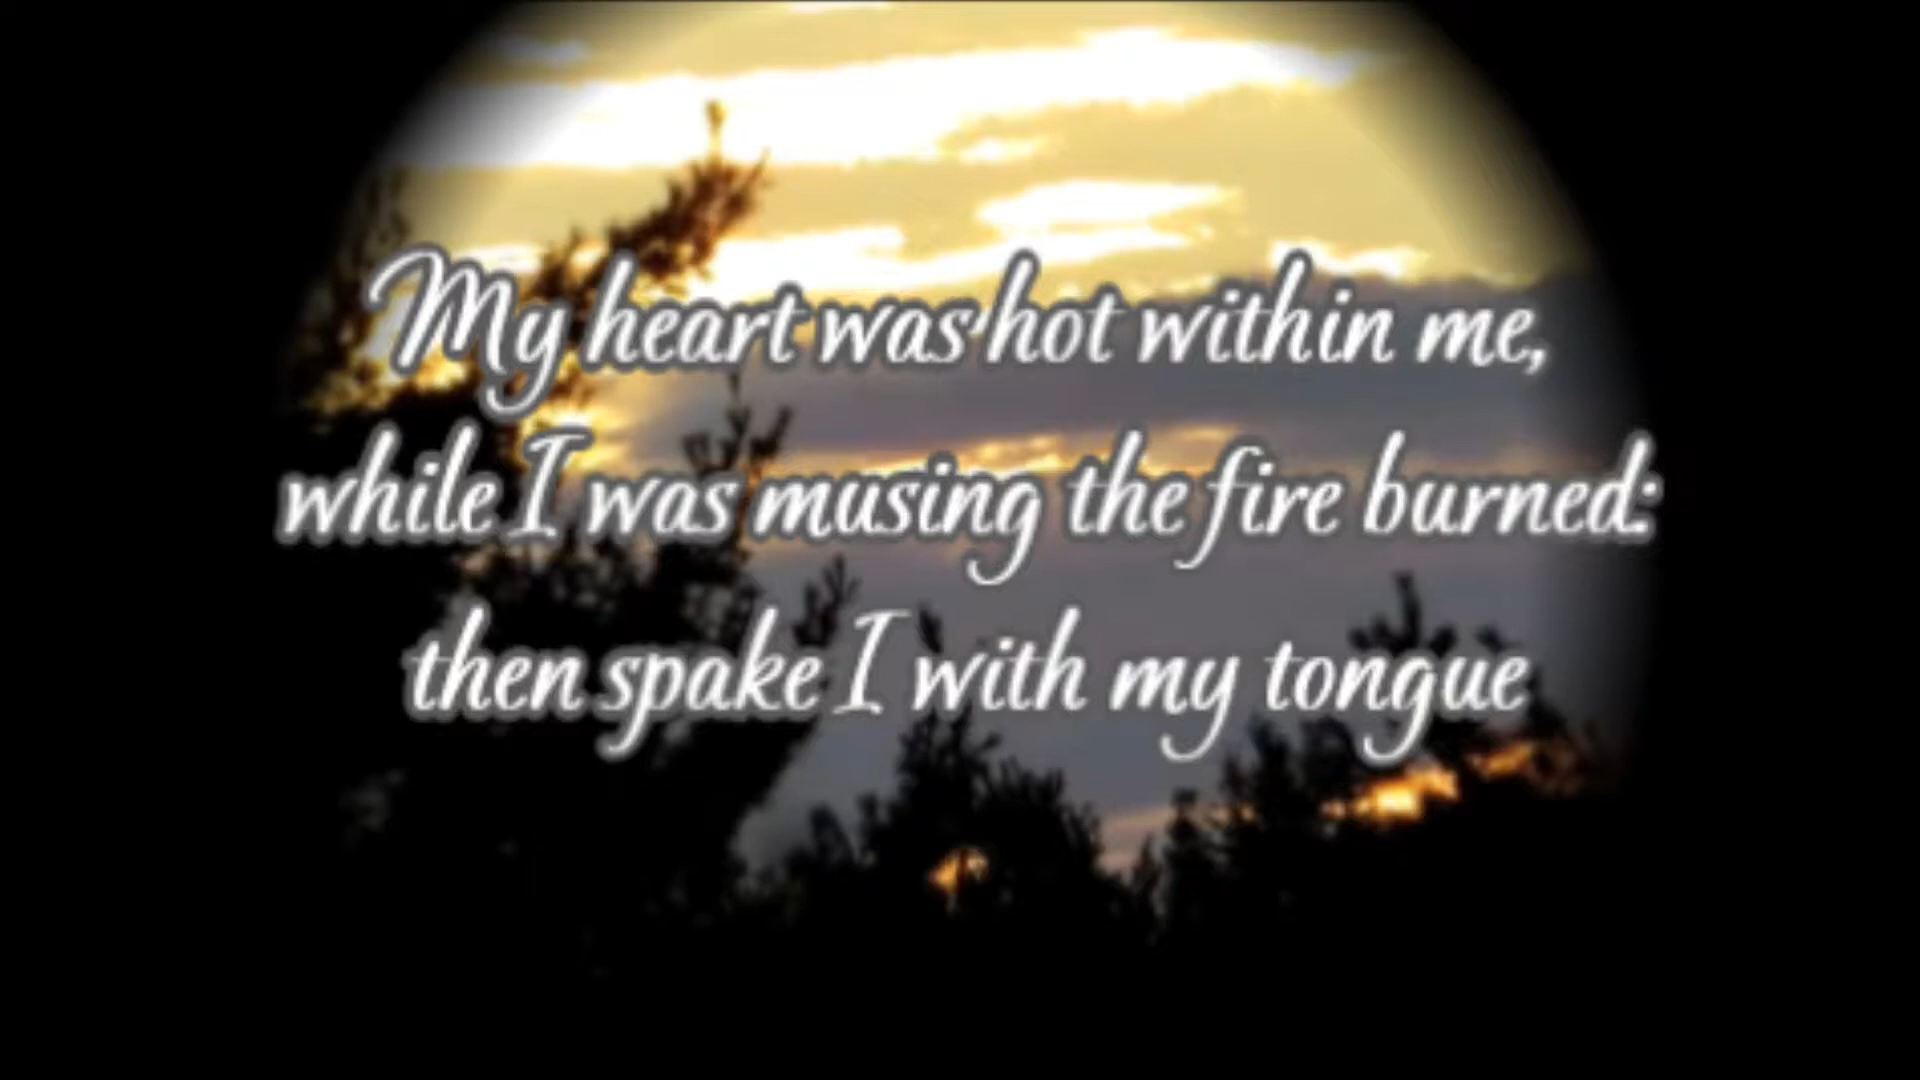 My heart was hot within me,
while I was musing the fire burned:
then spake I with my tongue